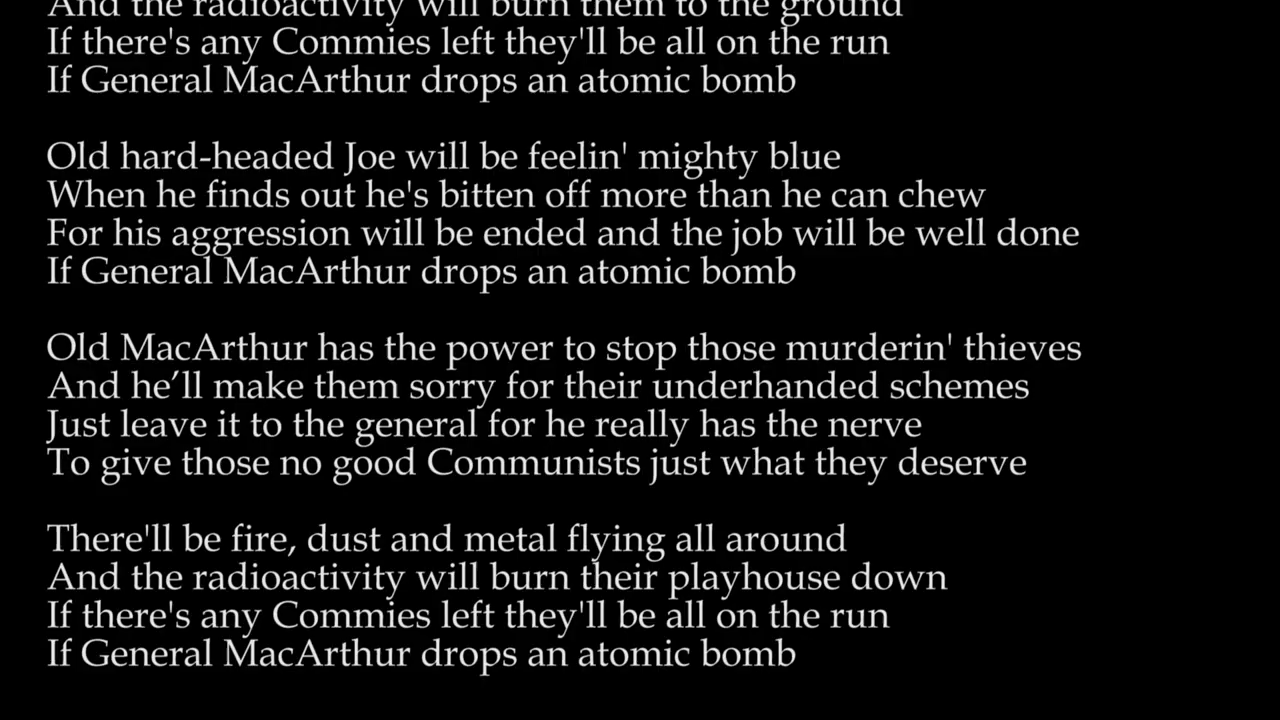 And the radioactivity will burn them to the ground
If there's any Commies left they'll be all on the run
If General MacArthur drops an atomic bomb
Old hard-headed Joe will be feelin' mighty blue
When he finds out he's bitten off more than he can chew
For his aggression will be ended and the job will be well done
If General MacArthur drops an atomic bomb
Old MacArthur has the power to stop those murderin' thieves
And he’ll make them sorry for their underhanded schemes
Just leave it to the general for he really has the nerve
To give those no good Communists just what they deserve
There'll be fire, dust and metal flying all around
And the radioactivity will burn their playhouse down
If there's any Commies left they'll be all on the run
If General MacArthur drops an atomic bomb